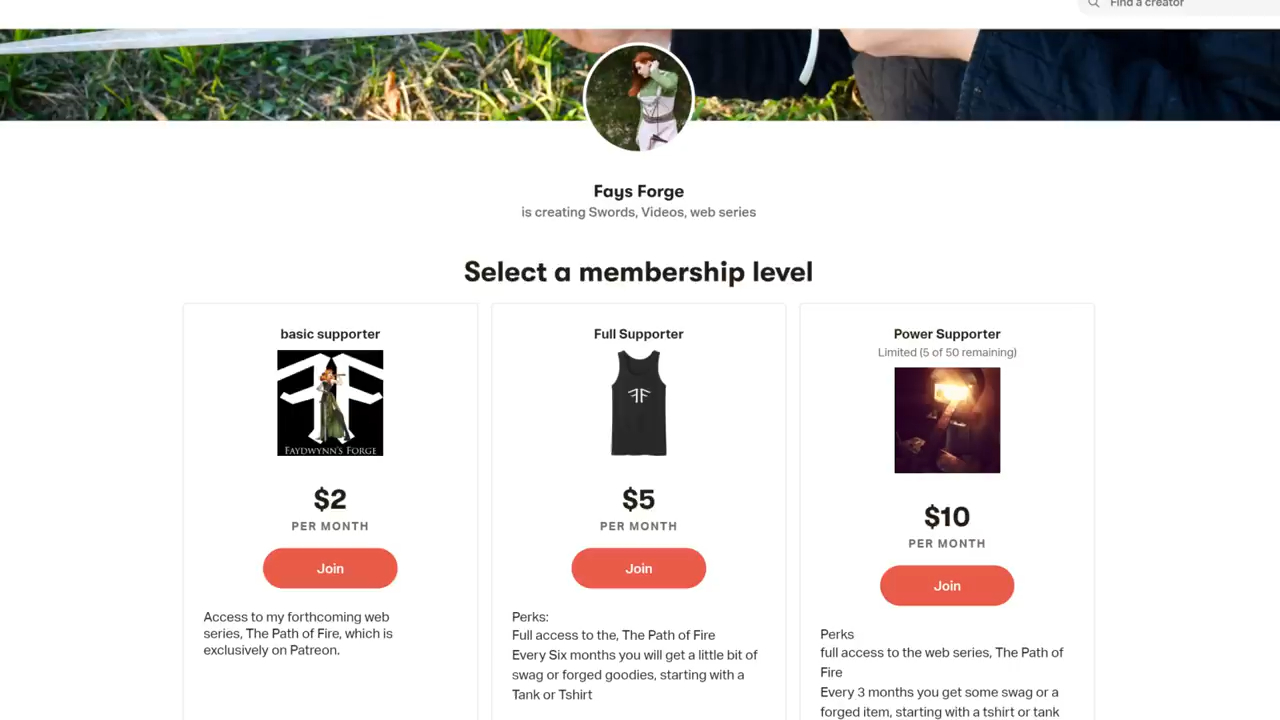 Find a creator
Fays Forge
is creating Swords, Videos, web series
Select a membership level
basic supporter
FAYDWYNN'S FORGE
$2
PER MONTH
Join
Access to my forthcoming web
series, The Path of Fire, which is
exclusively on Patreon.
Full Supporter
$5
PER MONTH
Join
Perks:
Full access to the, The Path of Fire
Every Six months you will get a little bit of
swag or forged goodies, starting with a
Tank or Tshirt
Power Supporter
Limited (5 of 50 remaining)
$10
PER MONTH
Join
Perks
full access to the web series, The Path of
Fire
Every 3 months you get some swag or a
forged item, starting with a tshirt or tank